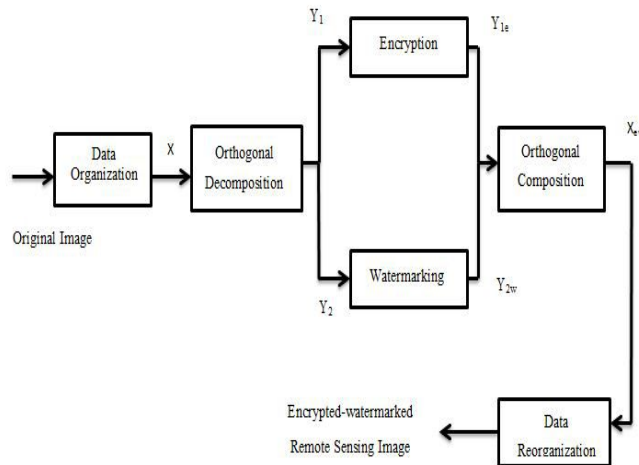 Y1
Encryption
Y1e
Data
Organization
X
Orthogonal
Decomposition
Orthogonal
Composition
Original Image
Y2
Watermarking
Y2w
Encrypted-watermarked
Remote Sensing Image
Data
Reorganization